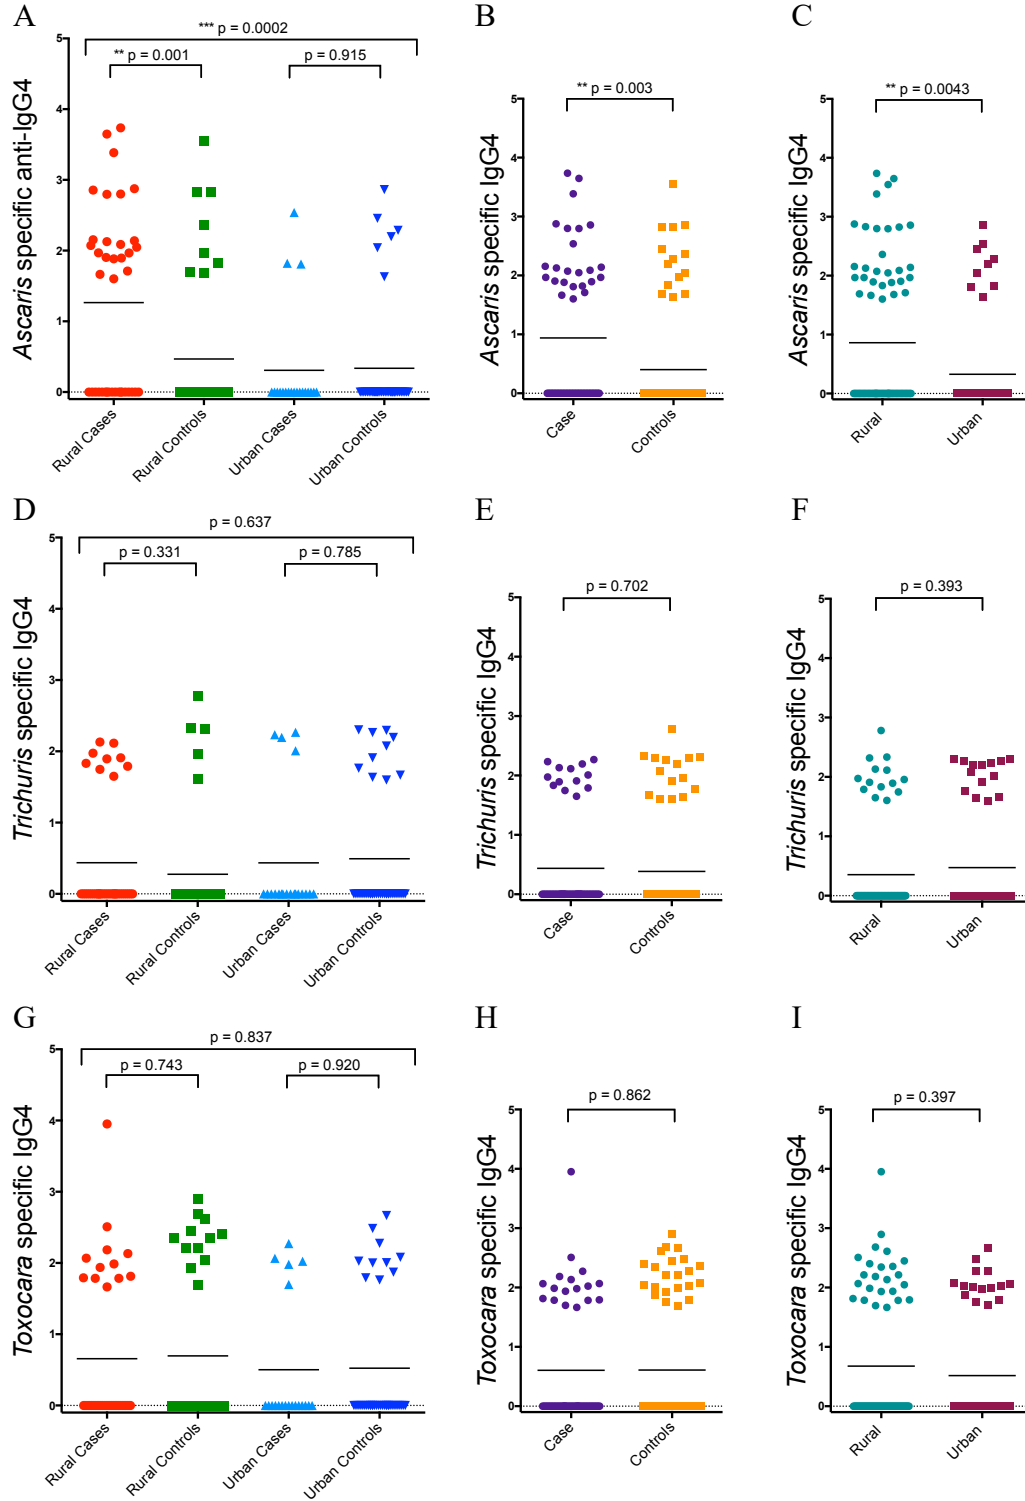 A
*** p = 0.0002
** p = 0.001
p = 0.915
Ascaris specific anti-IgG4
5
4
3
2
1
0
Rural Cases
Rural Controls
Urban Cases
Urban Controls
B
** p = 0.003
Ascaris specific IgG4
5
4
3
2
1
0
Case
Controls
C
** p = 0.0043
Ascaris specific IgG4
5
4
3
2
1
0
Rural
Urban
D
p = 0.637
p = 0.331
p = 0.785
Trichuris specific IgG4
5
4
3
2
1
0
Rural Cases
Rural Controls
Urban Cases
Urban Controls
E
p = 0.702
Trichuris specific IgG4
5
4
3
2
1
0
Case
Controls
F
p = 0.393
Trichuris specific IgG4
5
4
3
2
1
0
Rural
Urban
G
p = 0.837
p = 0.743
p = 0.920
Toxocara specific IgG4
5
4
3
2
1
0
Rural Cases
Rural Controls
Urban Cases
Urban Controls
H
p = 0.862
Toxocara specific IgG4
5
4
3
2
1
0
Case
Controls
I
p = 0.397
Toxocara specific IgG4
5
4
3
2
1
0
Rural
Urban